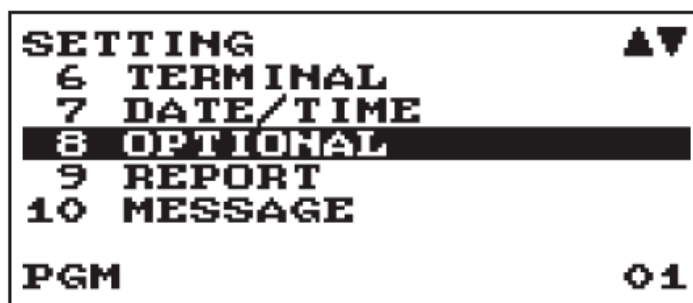 SETTING ▲▼
6 TERMINAL
7 DATE/TIME
8 OPTIONAL
9 REPORT
10 MESSAGE
PGM 01